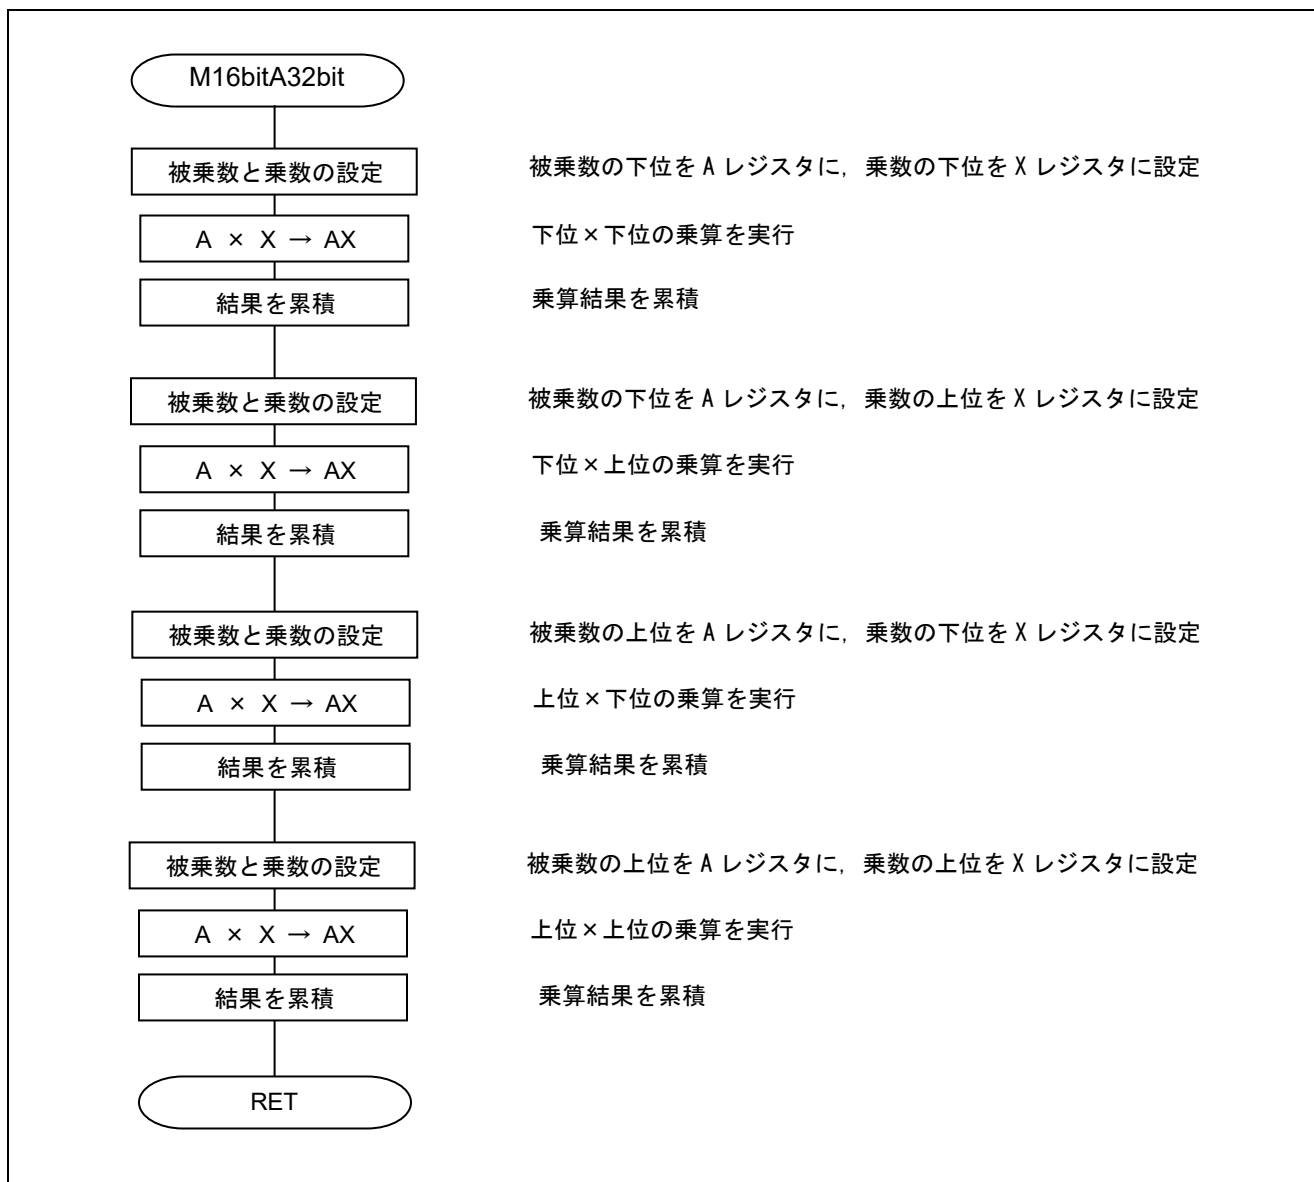 M16bitA32bit
被乗数と乗数の設定
被乗数の下位を A レジスタに，乗数の下位を X レジスタに設定
A × X → AX
下位×下位の乗算を実行
結果を累積
乗算結果を累積
被乗数と乗数の設定
被乗数の下位を A レジスタに，乗数の上位を X レジスタに設定
A × X → AX
下位×上位の乗算を実行
結果を累積
乗算結果を累積
被乗数と乗数の設定
被乗数の上位を A レジスタに，乗数の下位を X レジスタに設定
A × X → AX
上位×下位の乗算を実行
結果を累積
乗算結果を累積
被乗数と乗数の設定
被乗数の上位を A レジスタに，乗数の上位を X レジスタに設定
A × X → AX
上位×上位の乗算を実行
結果を累積
乗算結果を累積
RET